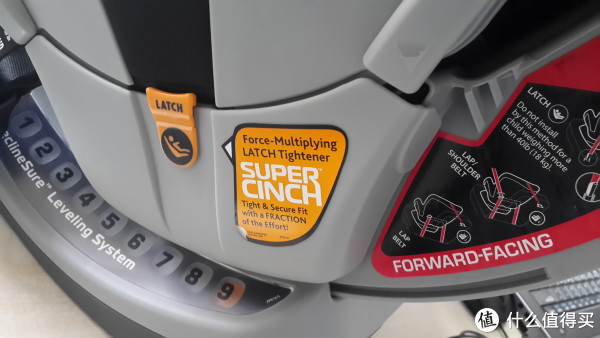 LATCH
Force-Multiplying
LATCH Tightener
SUPER
CINCH
Tight & Secure Fit
with a FRACTION
of the Effort!
eclineSure™ Leveling System
1
2
3
4
5
6
7
8
9
LATCH
Do not install
by this method for a
child weighing more
than 40lb (18 kg).
LAP/
SHOULDER
BELT
LAP
BELT
FORWARD-FACING
值 什么值得买